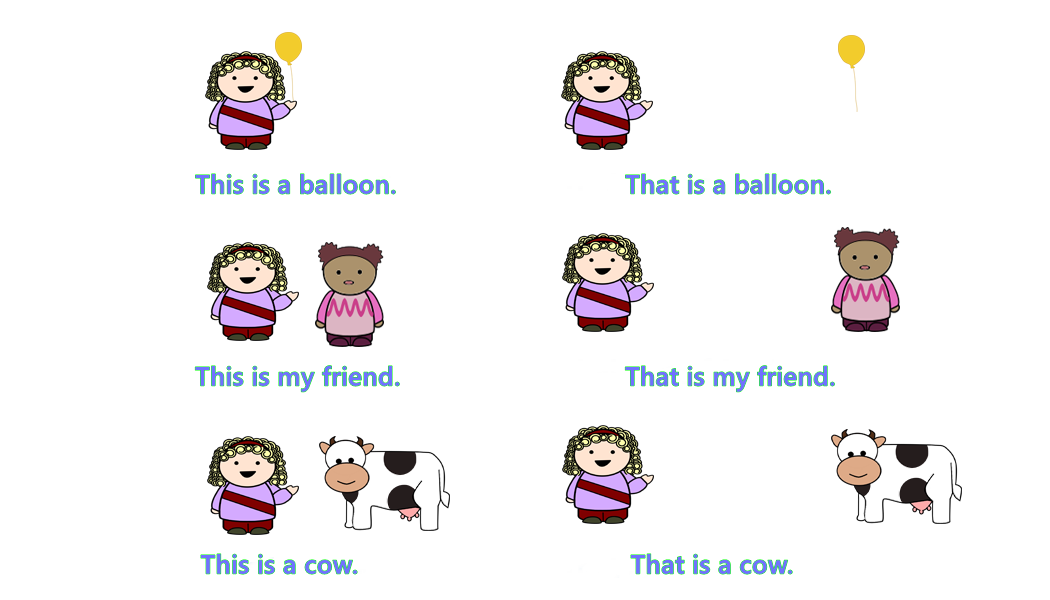 This is a balloon.
That is a balloon.
This is my friend.
That is my friend.
This is a cow.
That is a cow.